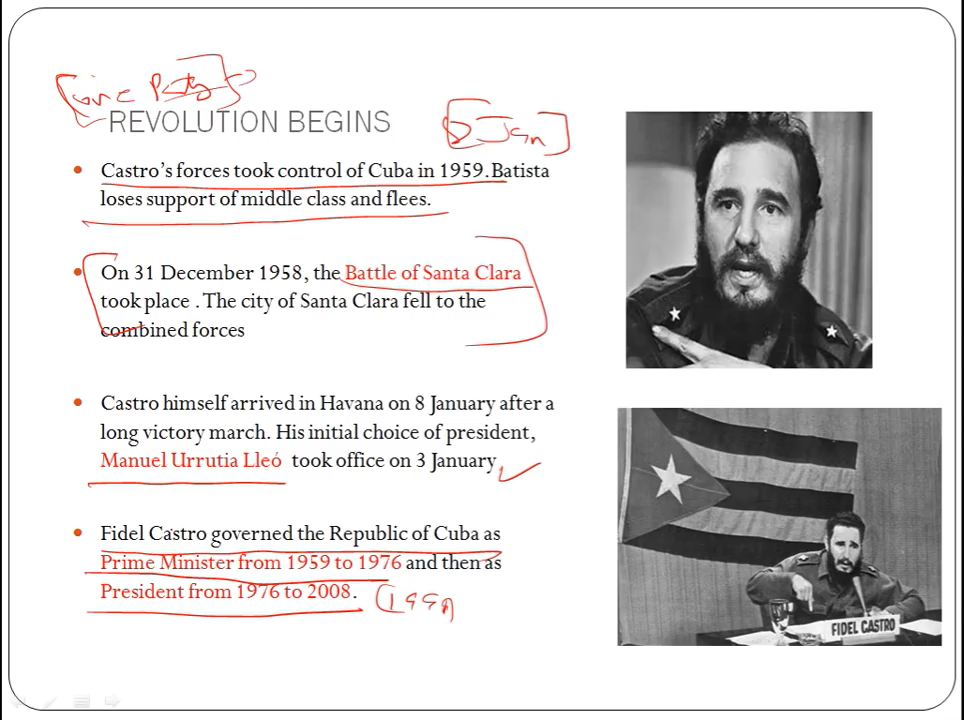 REVOLUTION BEGINS
Castro's forces took control of Cuba in 1959. Batista
loses support of middle class and flees.
On 31 December 1958, the Battle of Santa Clara
took place . The city of Santa Clara fell to the
combined forces
Castro himself arrived in Havana on 8 January after a
long victory march. His initial choice of president,
Manuel Urrutia Lleó took office on 3 January
Fidel Castro governed the Republic of Cuba as
Prime Minister from 1959 to 1976 and then as
President from 1976 to 2008.
FIDEL CASTRO